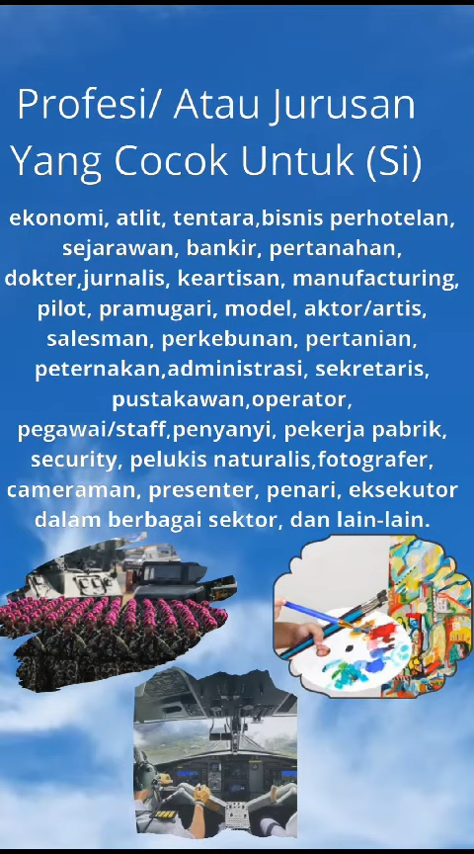 Profesi/ Atau Jurusan
Yang Cocok Untuk (Si)
ekonomi, atlit, tentara,bisnis perhotelan,
sejarawan, bankir, pertanahan,
dokter,jurnalis, keartisan, manufacturing,
pilot, pramugari, model, aktor/artis,
salesman, perkebunan, pertanian,
peternakan,administrasi, sekretaris,
pustakawan,operator,
pegawai/staff,penyanyi, pekerja pabrik,
security, pelukis naturalis,fotografer,
cameraman, presenter, penari, eksekutor
dalam berbagai sektor, dan lain-lain.